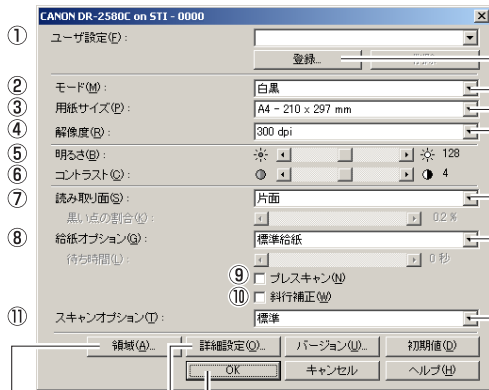 CANON DR-2580C on STI - 0000
① ユーザ設定(F) :
登録... 削除...
② モード(M) : 白黒
③ 用紙サイズ(P) : A4 - 210 x 297 mm
④ 解像度(R) : 300 dpi
⑤ 明るさ(B) : 128
⑥ コントラスト(C) : 4
⑦ 読み取り面(S) : 片面
黒い点の割合(K) : 0.2 %
⑧ 給紙オプション(G) : 標準給紙
待ち時間(L) : 0 秒
⑨ プレスキャン(N)
⑩ 斜行補正(W)
⑪ スキャンオプション(T) : 標準
領域(A)... 詳細設定(O)... バージョン(U)... 初期値(D)
OK キャンセル ヘルプ(H)